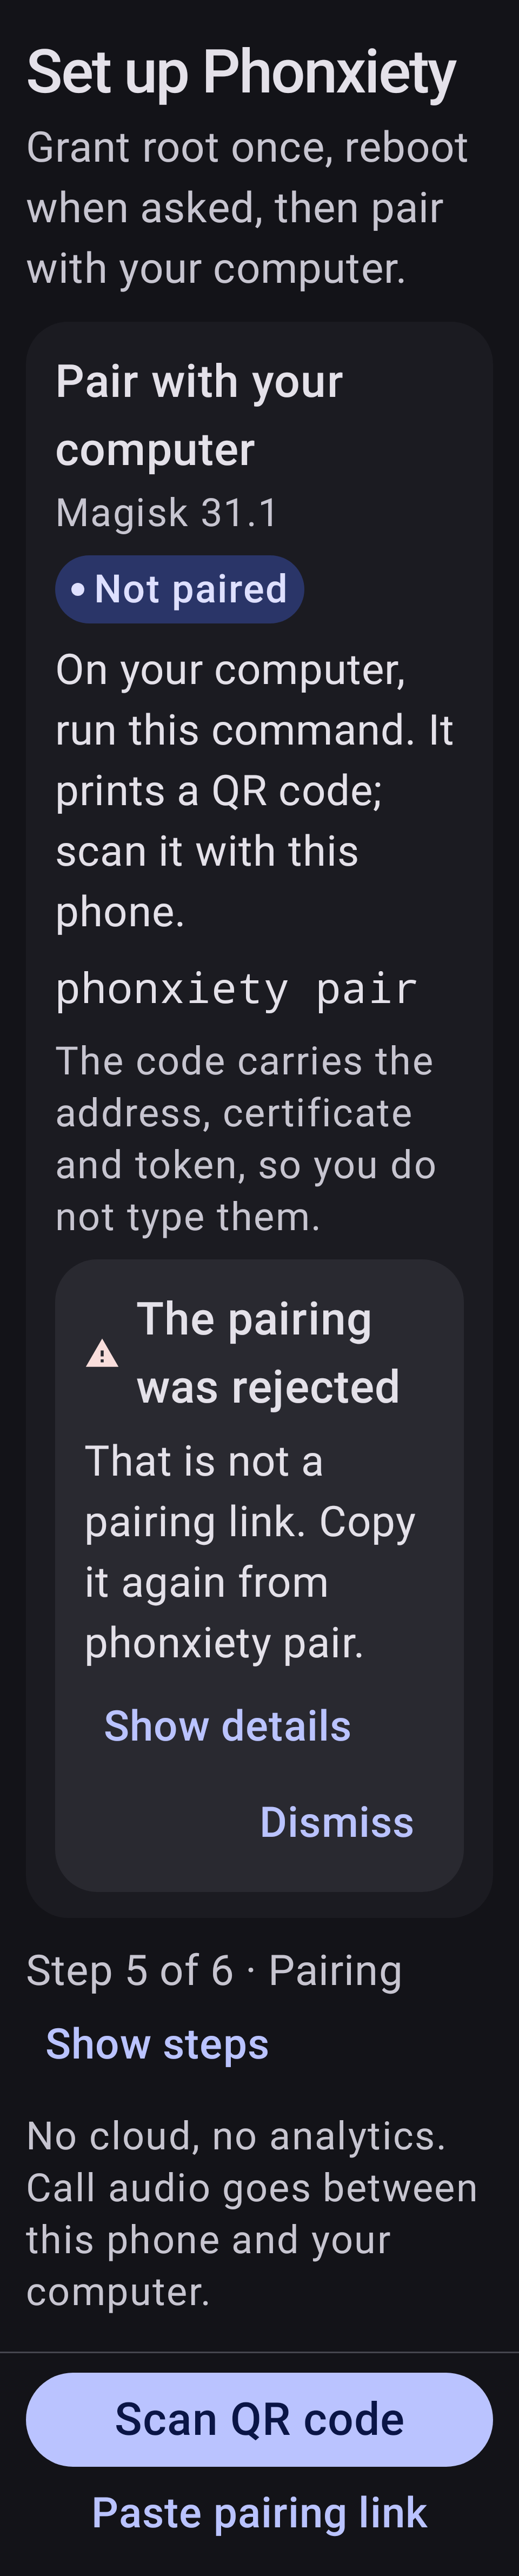 Set up Phonxiety
Grant root once, reboot
when asked, then pair
with your computer.
Pair with your
computer
Magisk 31.1
• Not paired
On your computer,
run this command. It
prints a QR code;
scan it with this
phone.
phonxiety pair
The code carries the
address, certificate
and token, so you do
not type them.
The pairing
was rejected
That is not a
pairing link. Copy
it again from
phonxiety pair.
Show details
Dismiss
Step 5 of 6 · Pairing
Show steps
No cloud, no analytics.
Call audio goes between
this phone and your
computer.
Scan QR code
Paste pairing link